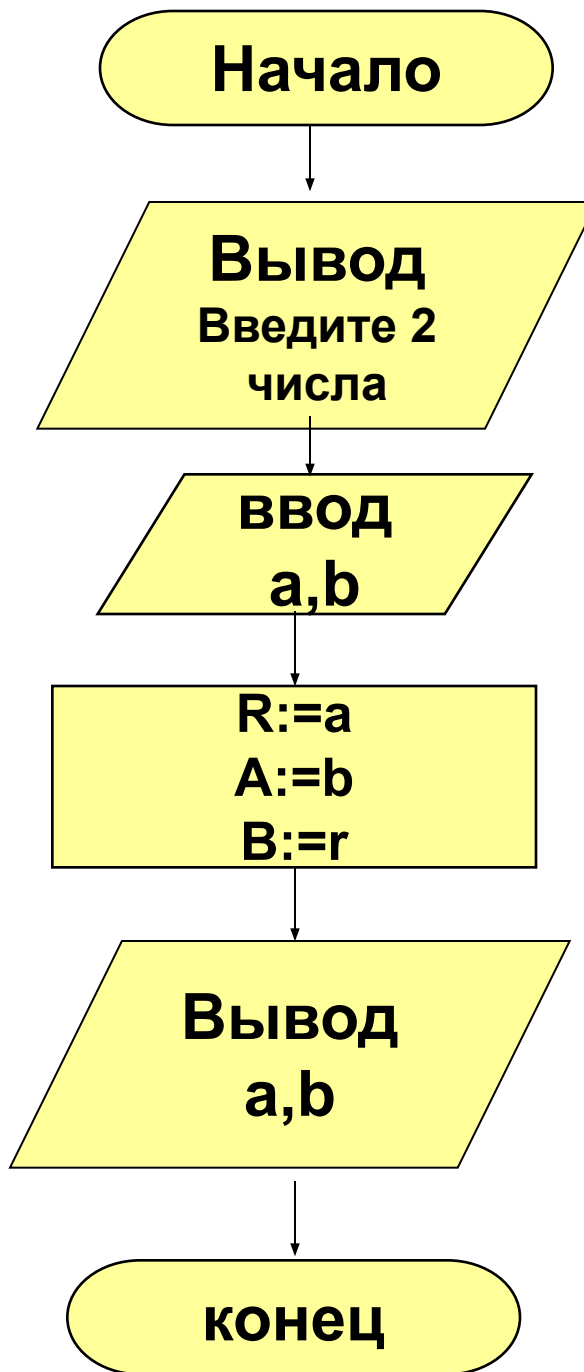 Начало
Вывод
Введите 2
числа
ввод
a,b
R:=a
A:=b
B:=r
Вывод
a,b
конец